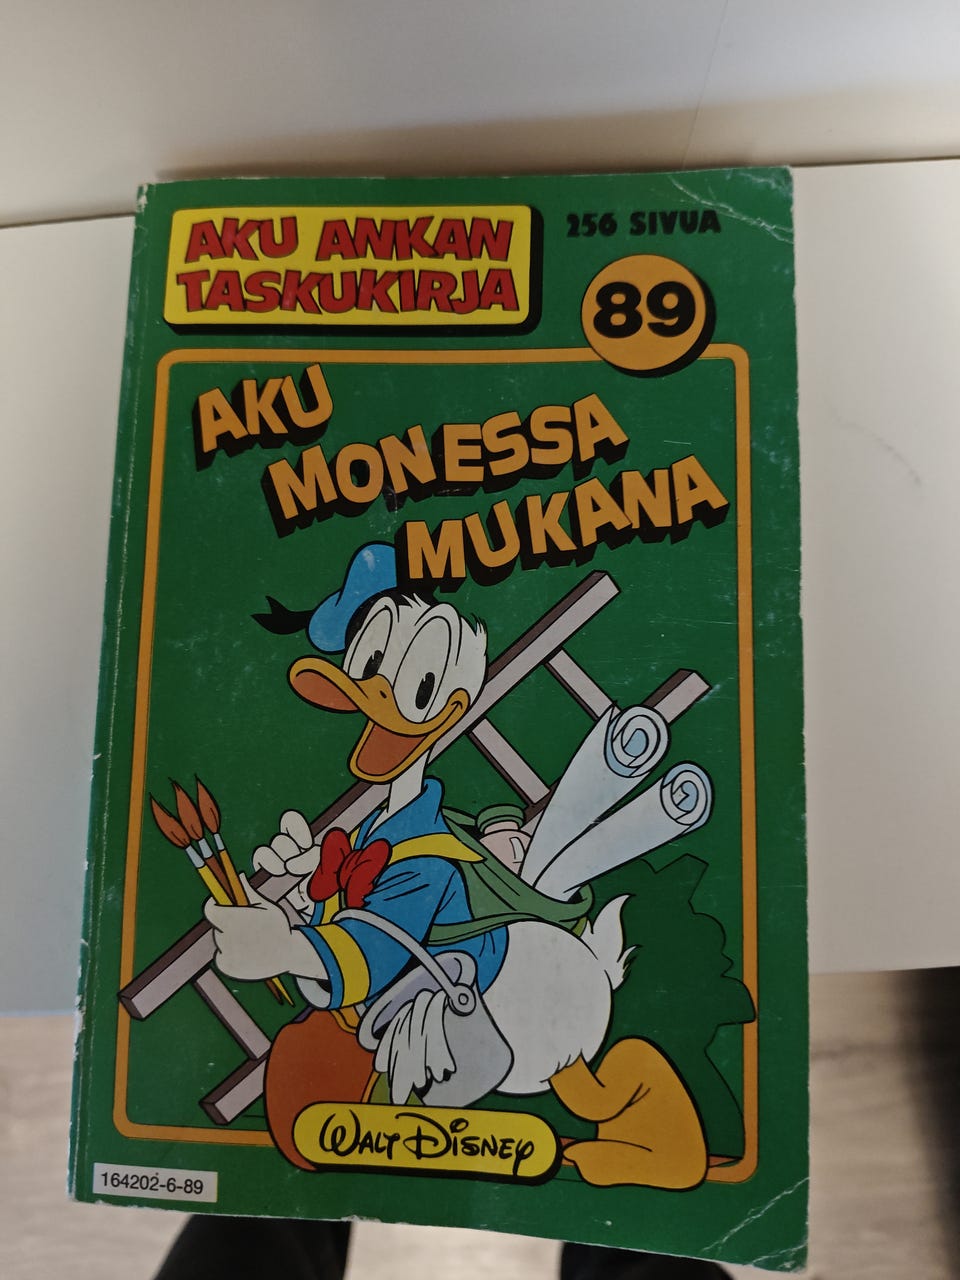 AKU ANKAN
TASKUKIRJA
256 SIVUA
89
AKU
MONESSA
MUKANA
WALT DISNEY
164202-6-89